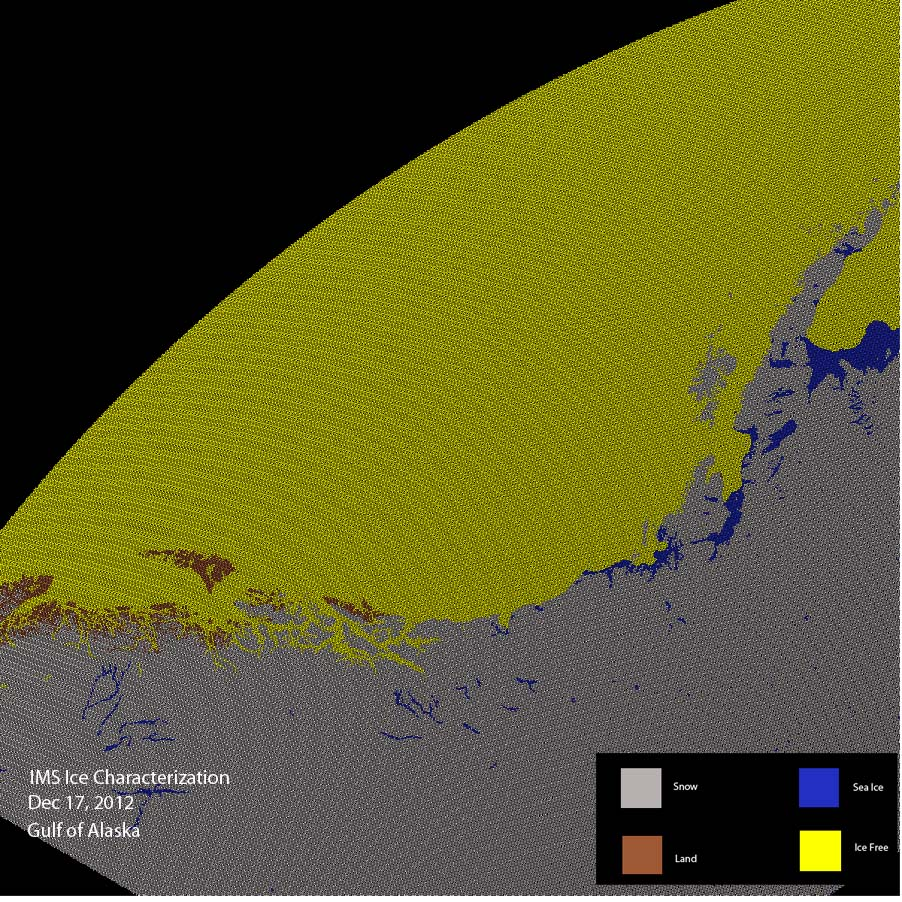 IMS Ice Characterization
Dec 17, 2012
Gulf of Alaska
Snow
Sea Ice
Land
Ice Free